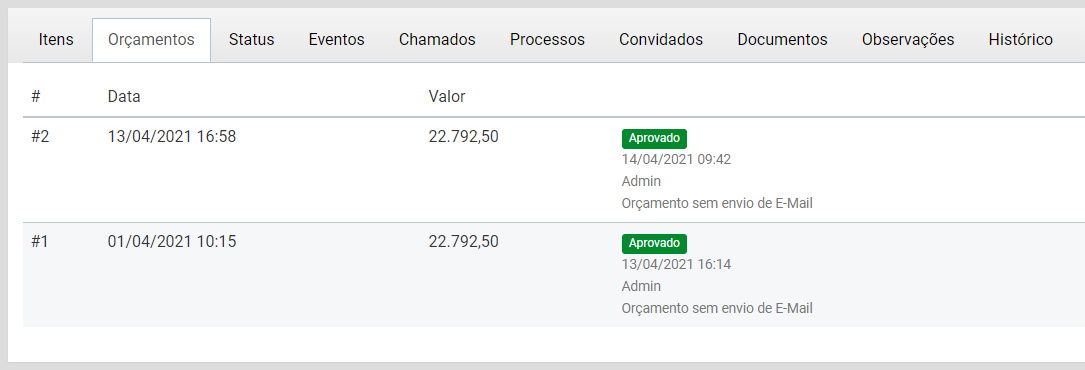 Itens Orçamentos Status Eventos Chamados Processos Convidados Documentos Observações Histórico
# Data Valor
#2 13/04/2021 16:58 22.792,50 Aprovado
14/04/2021 09:42
Admin
Orçamento sem envio de E-Mail
#1 01/04/2021 10:15 22.792,50 Aprovado
13/04/2021 16:14
Admin
Orçamento sem envio de E-Mail